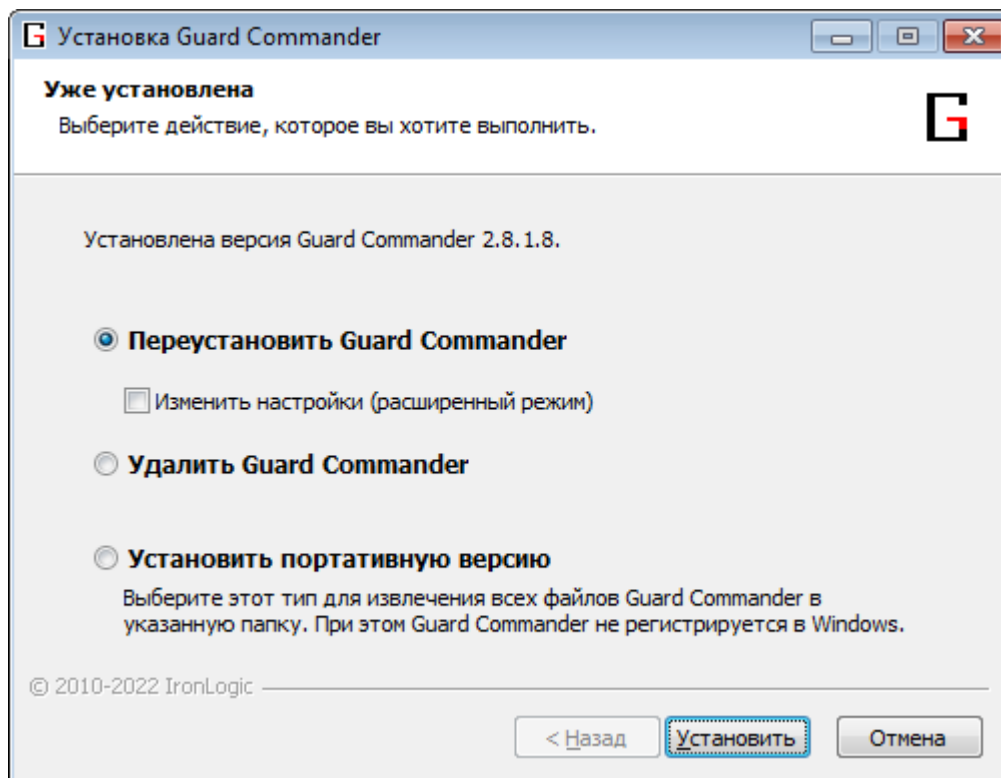 Установка Guard Commander
Уже установлена
Выберите действие, которое вы хотите выполнить.
Установлена версия Guard Commander 2.8.1.8.
Переустановить Guard Commander
Изменить настройки (расширенный режим)
Удалить Guard Commander
Установить портативную версию
Выберите этот тип для извлечения всех файлов Guard Commander в
указанную папку. При этом Guard Commander не регистрируется в Windows.
© 2010-2022 IronLogic
< Назад Установить Отмена